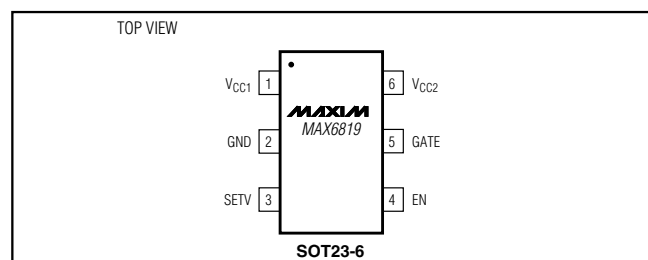 TOP VIEW
VCC1 1 6 VCC2
MAXIM
MAX6819
GND 2 5 GATE
SETV 3 4 EN
SOT23-6